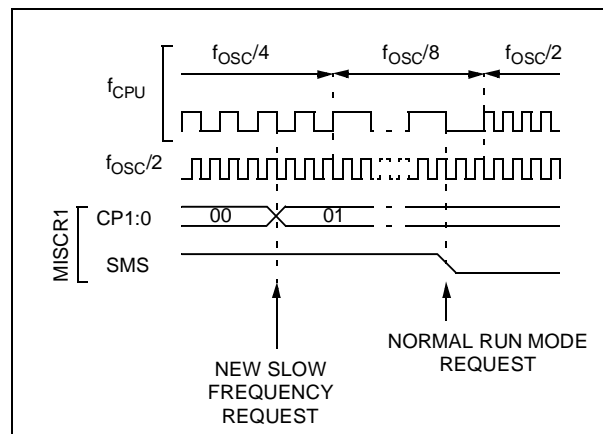 fOSC/4 fOSC/8 fOSC/2
fCPU
fOSC/2
MISCR1
CP1:0 00 01
SMS
NEW SLOW
FREQUENCY
REQUEST
NORMAL RUN MODE
REQUEST